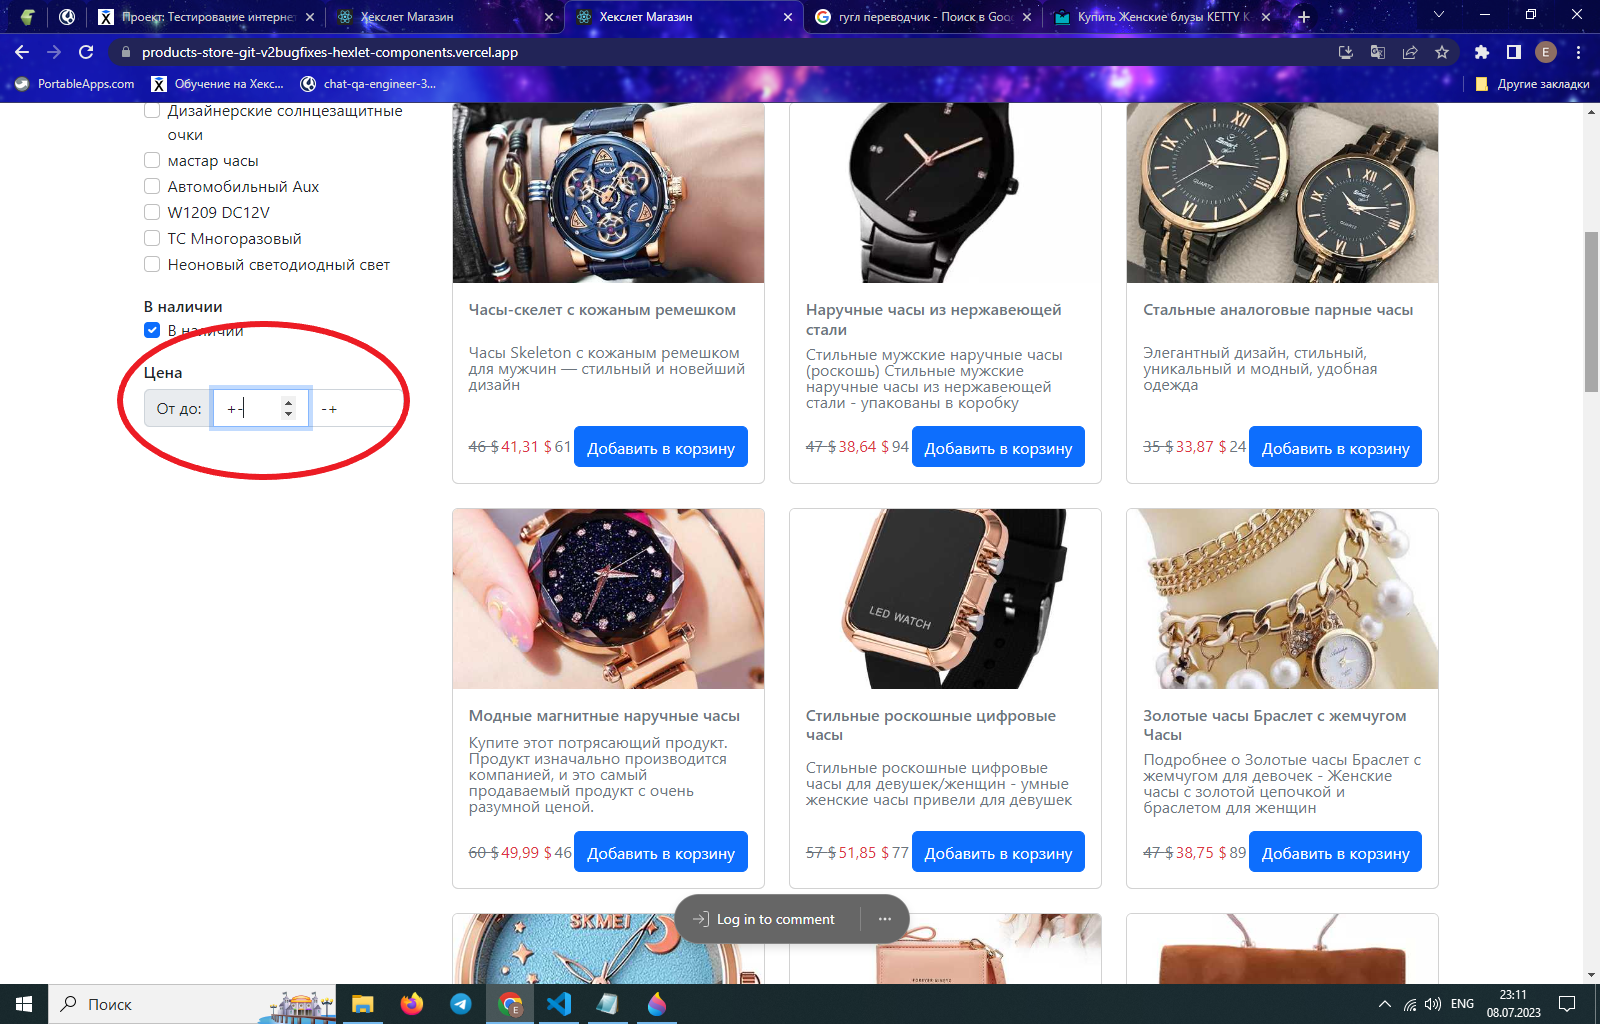 Проект: Тестирование интернет
Хекслет Магазин
Хекслет Магазин
гугл переводчик - Поиск в Goo
Купить Женские блузы KETTY K
products-store-git-v2bugfixes-hexlet-components.vercel.app
E
PortableApps.com
Обучение на Хекс...
chat-qa-engineer-3...
Другие закладки
Дизайнерские солнцезащитные
очки
мастар часы
Автомобильный Aux
W1209 DC12V
ТС Многоразовый
Неоновый светодиодный свет
В наличии
В наличии
Цена
От до:
+-
-+
Часы-скелет с кожаным ремешком
Часы Skeleton с кожаным ремешком
для мужчин — стильный и новейший
дизайн
46 $ 41,31 $ 61
Добавить в корзину
Наручные часы из нержавеющей
стали
Стильные мужские наручные часы
(роскошь) Стильные мужские
наручные часы из нержавеющей
стали - упакованы в коробку
47 $ 38,64 $ 94
Добавить в корзину
Стальные аналоговые парные часы
Элегантный дизайн, стильный,
уникальный и модный, удобная
одежда
35 $ 33,87 $ 24
Добавить в корзину
Модные магнитные наручные часы
Купите этот потрясающий продукт.
Продукт изначально производится
компанией, и это самый
продаваемый продукт с очень
разумной ценой.
60 $ 49,99 $ 46
Добавить в корзину
LED WATCH
Стильные роскошные цифровые
часы
Стильные роскошные цифровые
часы для девушек/женщин - умные
женские часы привели для девушек
57 $ 51,85 $ 77
Добавить в корзину
Золотые часы Браслет с жемчугом
Часы
Подробнее о Золотые часы Браслет с
жемчугом для девочек - Женские
часы с золотой цепочкой и
браслетом для женщин
47 $ 38,75 $ 89
Добавить в корзину
SKMEI
Log in to comment
Поиск
E
ENG
23:11
08.07.2023